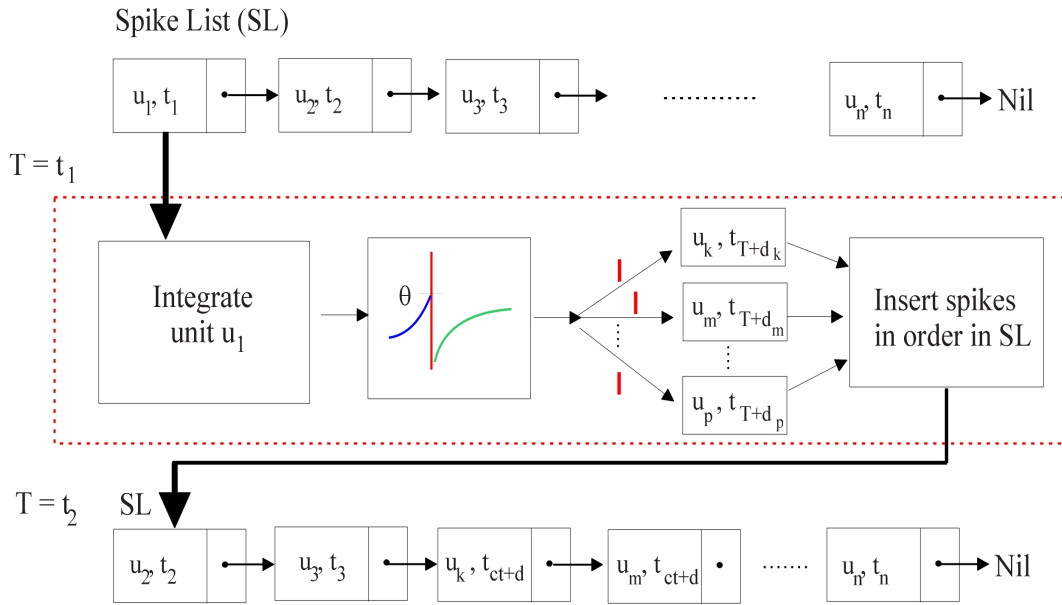 Spike List (SL)
u1, t1 u2, t2 u3, t3 ............... un, tn Nil
T = t1
Integrate
unit u1
θ
uk , tT+dk
um, tT+dm
up , tT+dp
Insert spikes
in order in SL
T = t2 SL
u2, t2 u3, t3 uk , tct+d um, tct+d ....... un, tn Nil